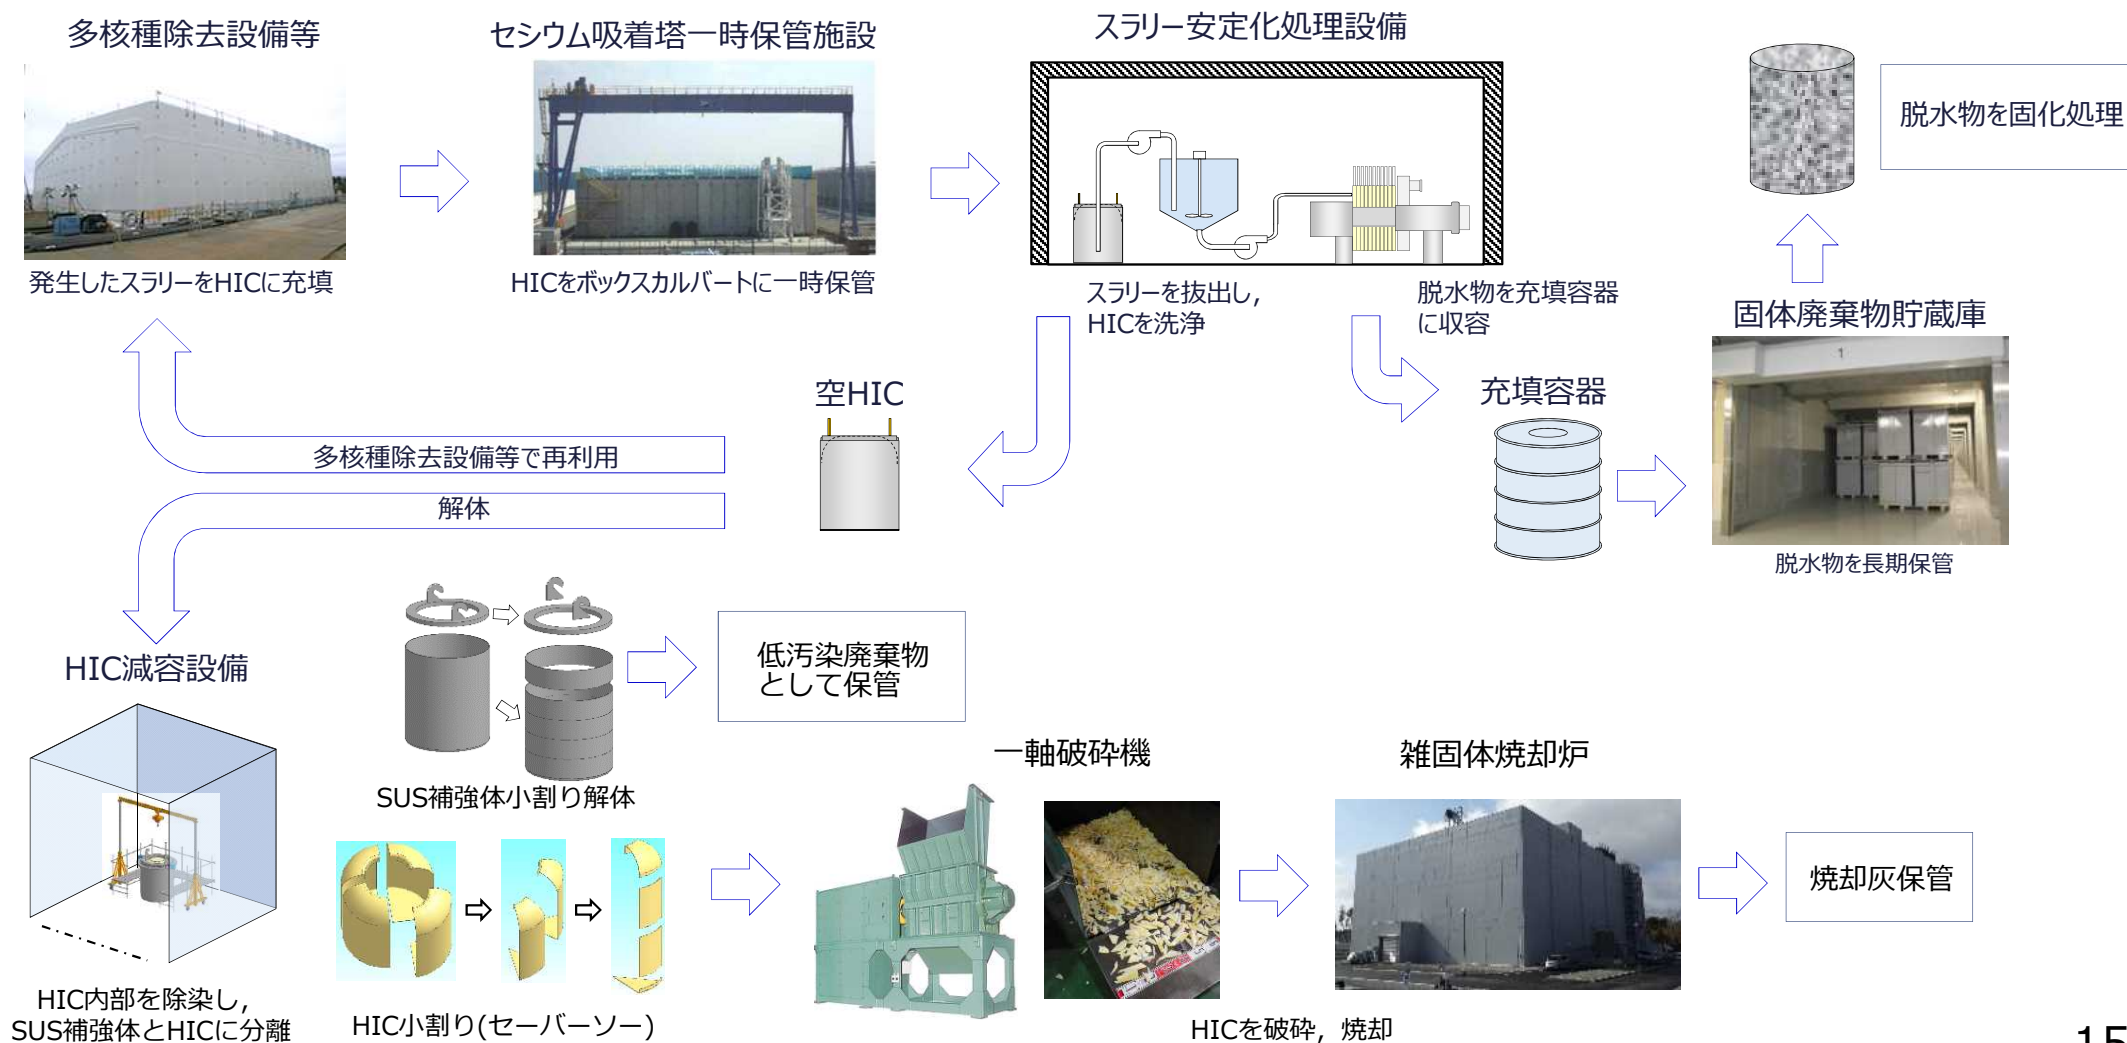 多核種除去設備等
セシウム吸着塔一時保管施設
スラリー安定化処理設備
脱水物を固化処理
発生したスラリーをHICに充填
HICをボックスカルバートに一時保管
スラリーを抜出し,
HICを洗浄
脱水物を充填容器
に収容
固体廃棄物貯蔵庫
1
空HIC
充填容器
多核種除去設備等で再利用
解体
脱水物を長期保管
HIC減容設備
低汚染廃棄物
として保管
SUS補強体小割り解体
一軸破砕機
雑固体焼却炉
焼却灰保管
HIC内部を除染し,
SUS補強体とHICに分離
HIC小割り(セーバーソー)
HICを破砕, 焼却
15